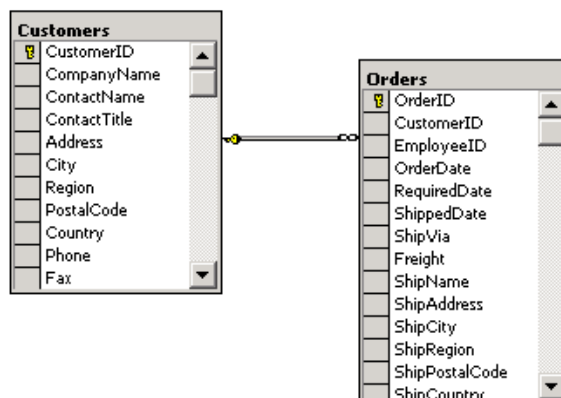 Customers
CustomerID
CompanyName
ContactName
ContactTitle
Address
City
Region
PostalCode
Country
Phone
Fax
Orders
OrderID
CustomerID
EmployeeID
OrderDate
RequiredDate
ShippedDate
ShipVia
Freight
ShipName
ShipAddress
ShipCity
ShipRegion
ShipPostalCode
ShipCountry